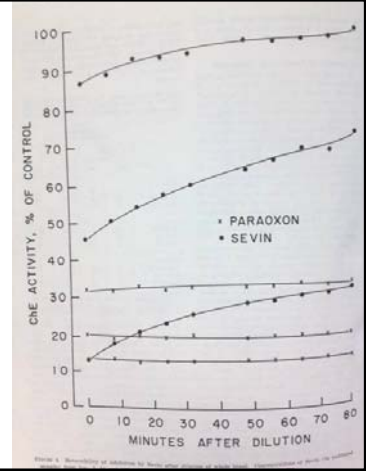 100
90
80
70
60
50
40
30
20
10
0
ChE ACTIVITY, % OF CONTROL
× PARAOXON
• SEVIN
0 10 20 30 40 50 60 70 80
MINUTES AFTER DILUTION